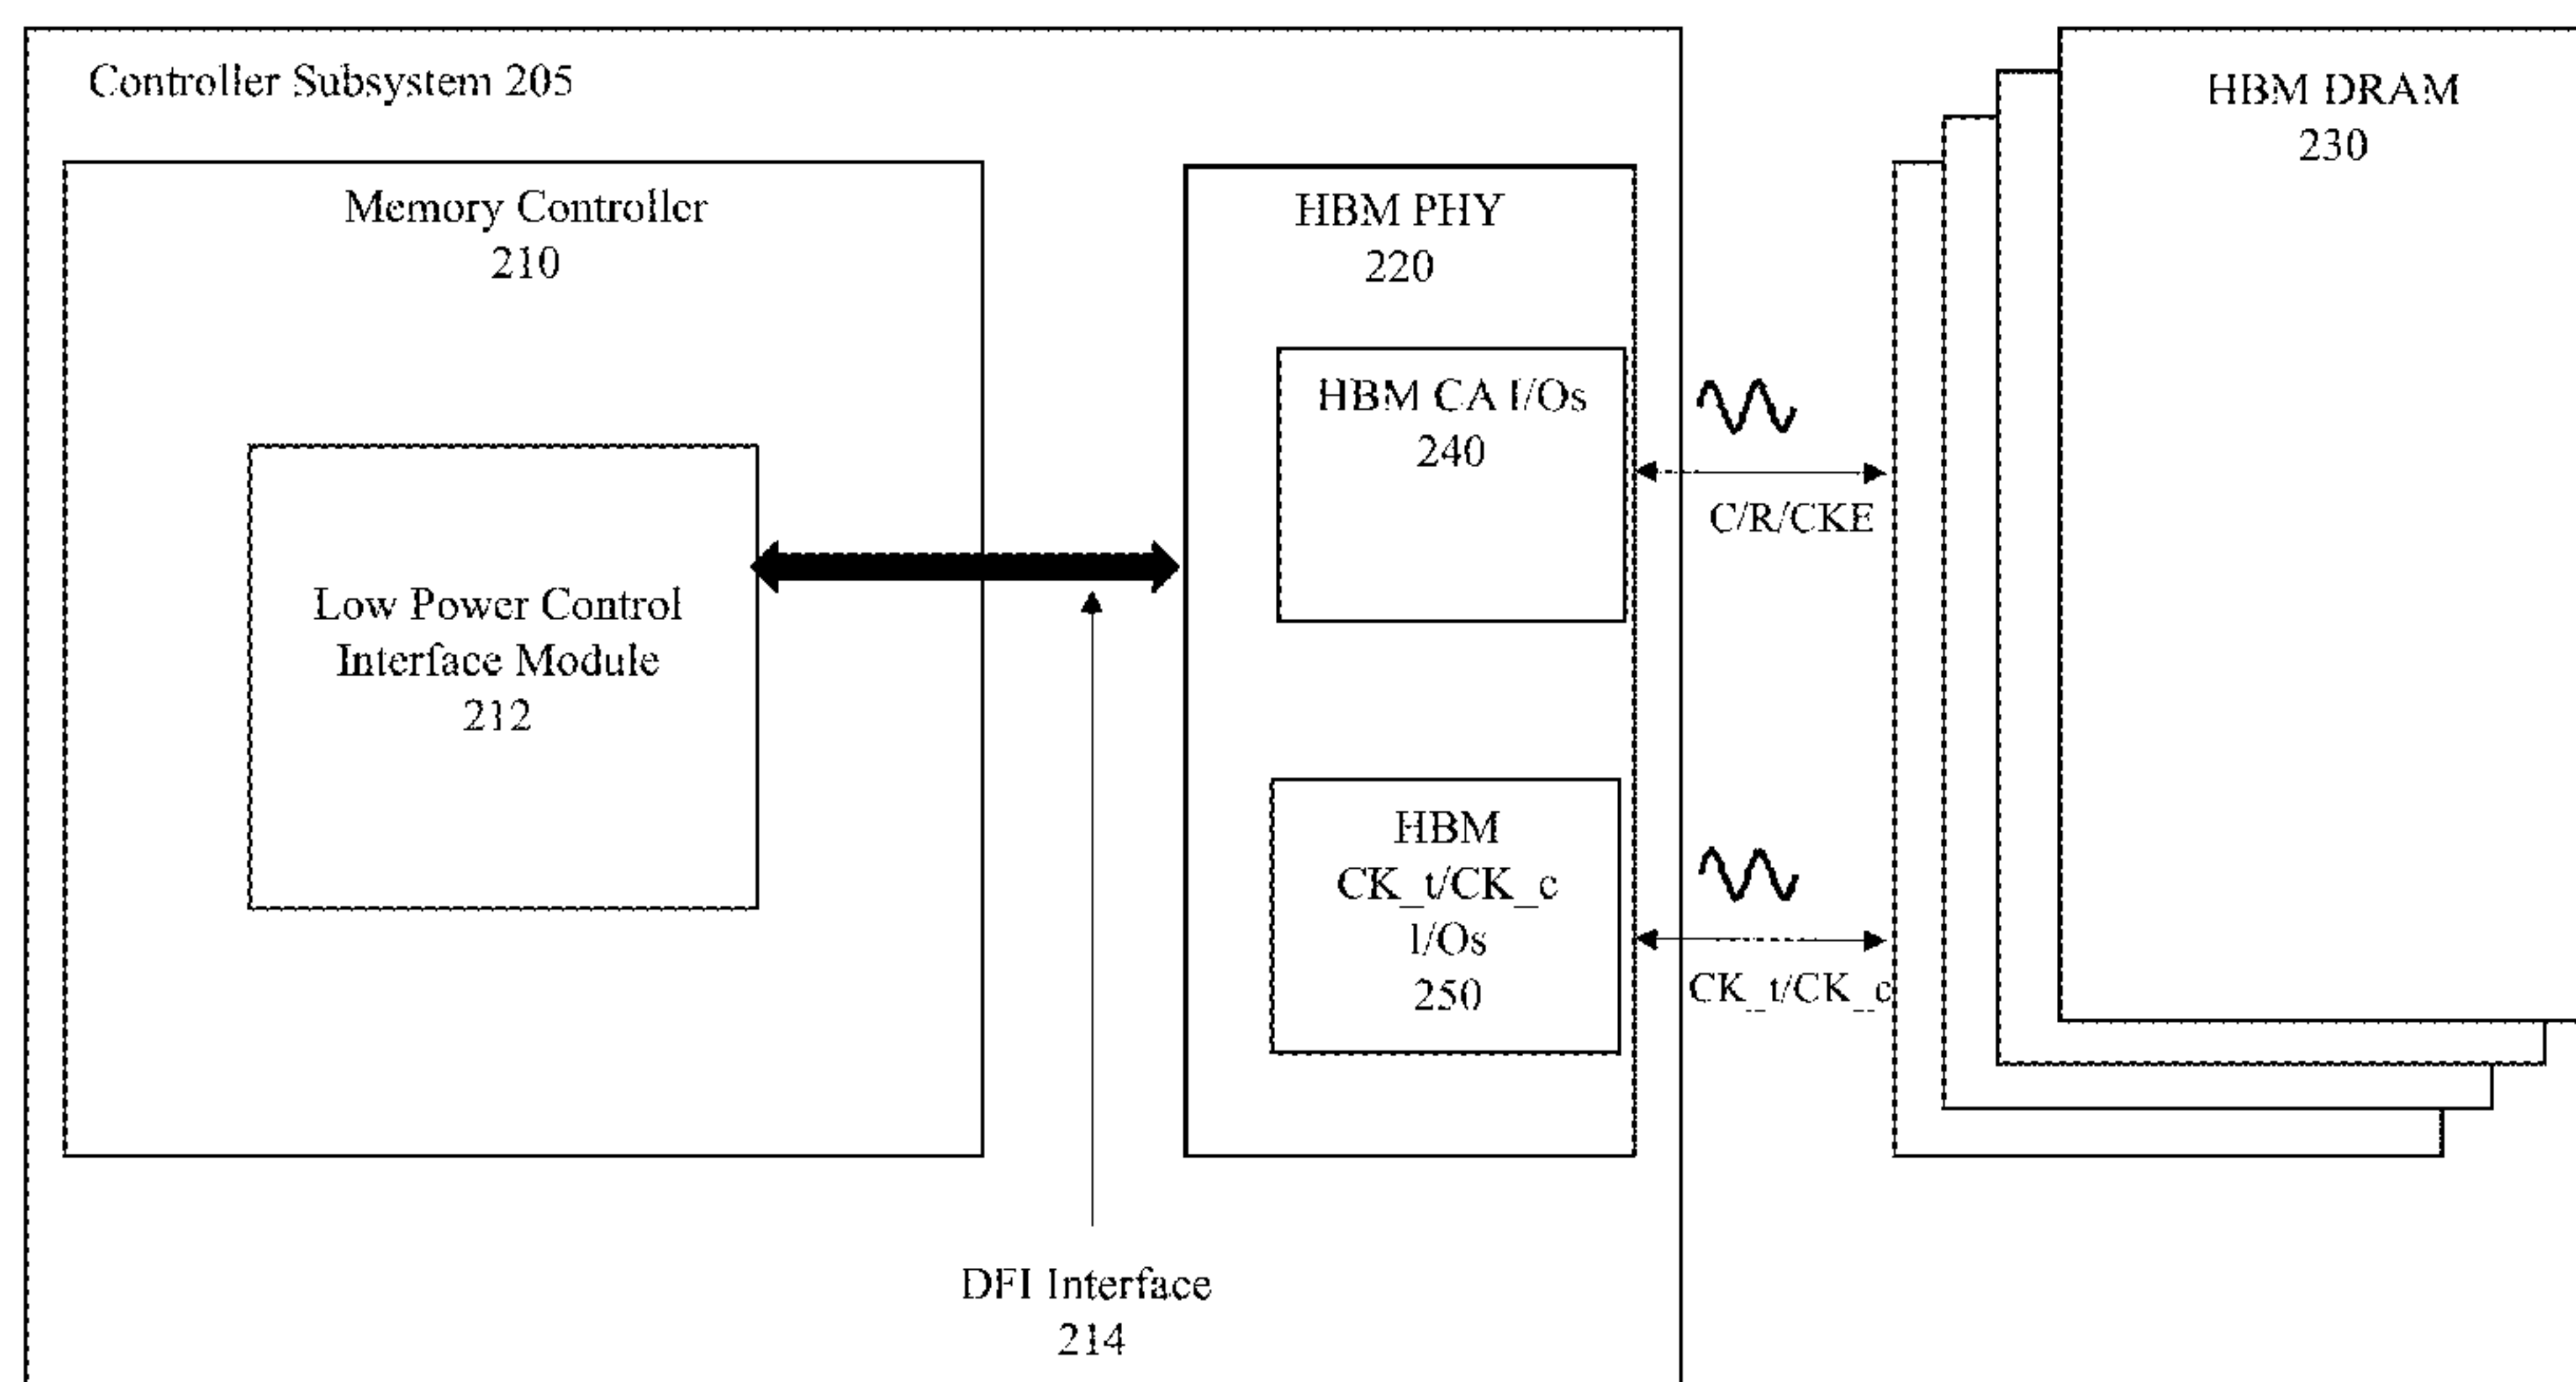 Controller Subsystem 205
Memory Controller
210
Low Power Control
Interface Module
212
HBM PHY
220
HBM CA I/Os
240
HBM
CK_t/CK_c
I/Os
250
C/R/CKE
CK_t/CK_c
HBM DRAM
230
DFI Interface
214